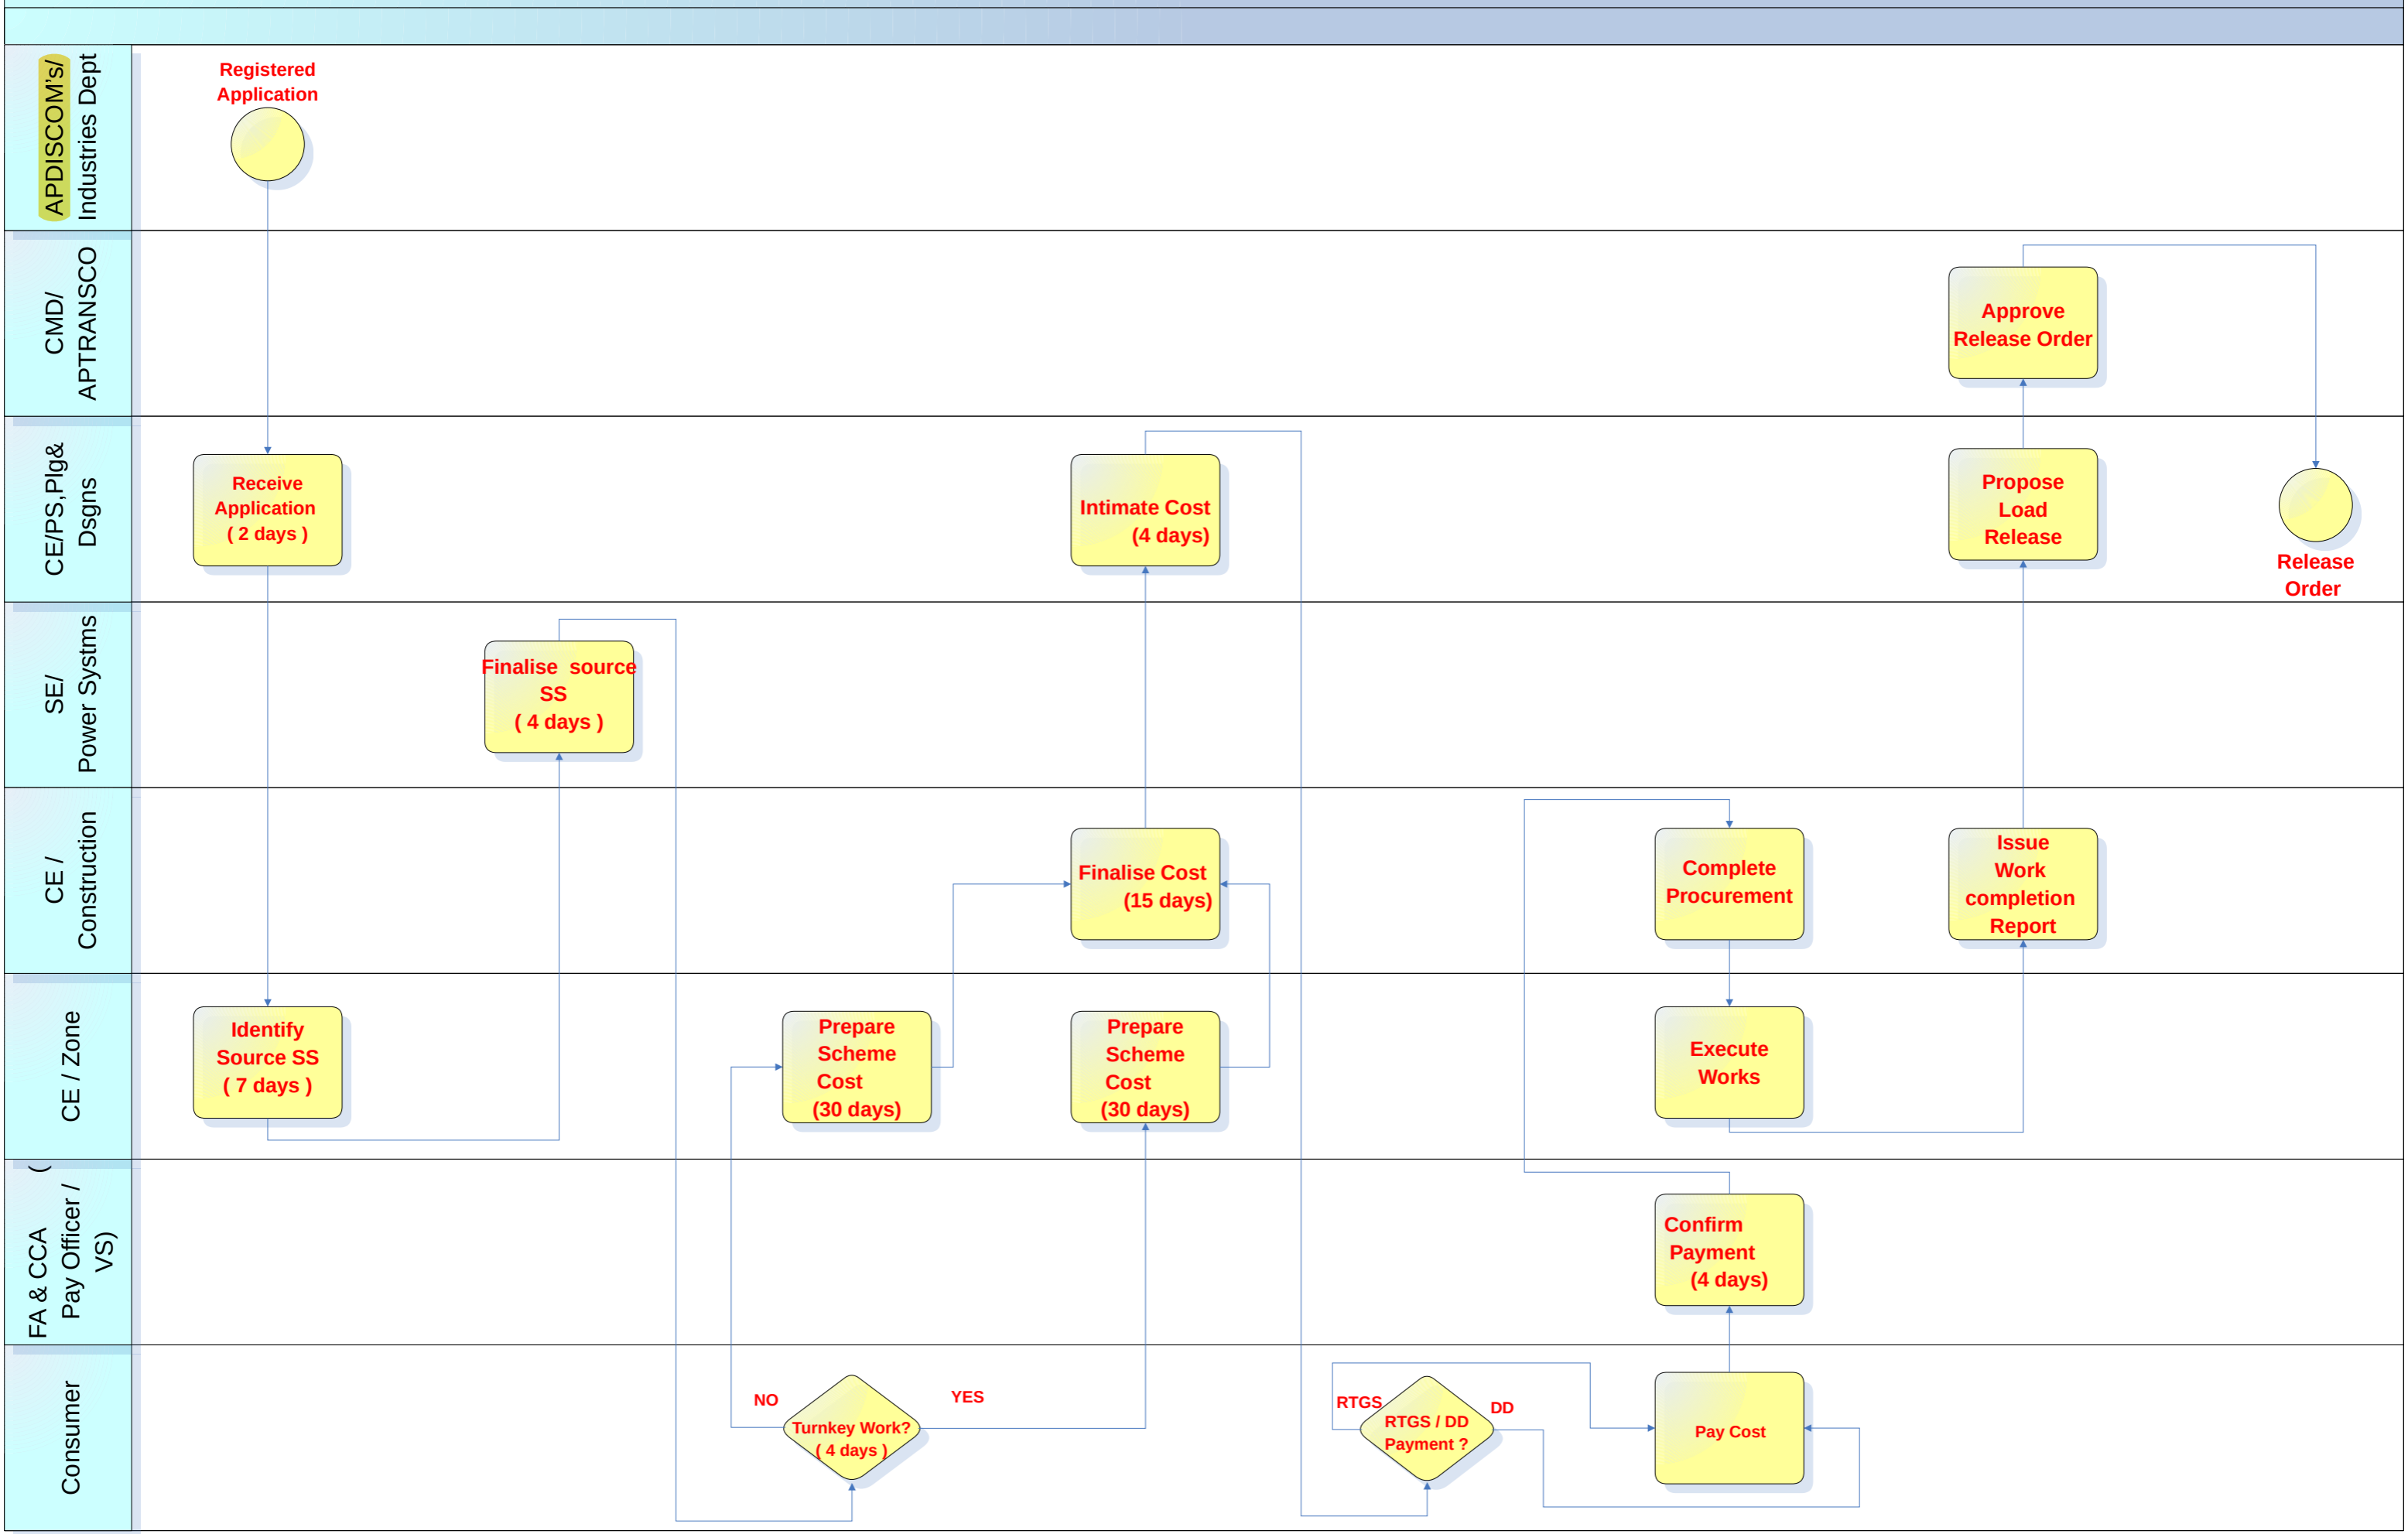 APDISCOM's/
Industries Dept
Registered
Application
CMD/
APTRANSCO
Approve
Release Order
CE/PS,Plg&
Dsgns
Receive
Application
( 2 days )
Intimate Cost
(4 days)
Propose
Load
Release
Release
Order
SE/
Power Systms
Finalise source
SS
( 4 days )
CE /
Construction
Finalise Cost
(15 days)
Complete
Procurement
Issue
Work
completion
Report
CE / Zone
Identify
Source SS
( 7 days )
Prepare
Scheme
Cost
(30 days)
Prepare
Scheme
Cost
(30 days)
Execute
Works
FA & CCA (
Pay Officer /
VS)
Confirm
Payment
(4 days)
Consumer
NO
Turnkey Work?
( 4 days )
YES
RTGS
RTGS / DD
Payment ?
DD
Pay Cost